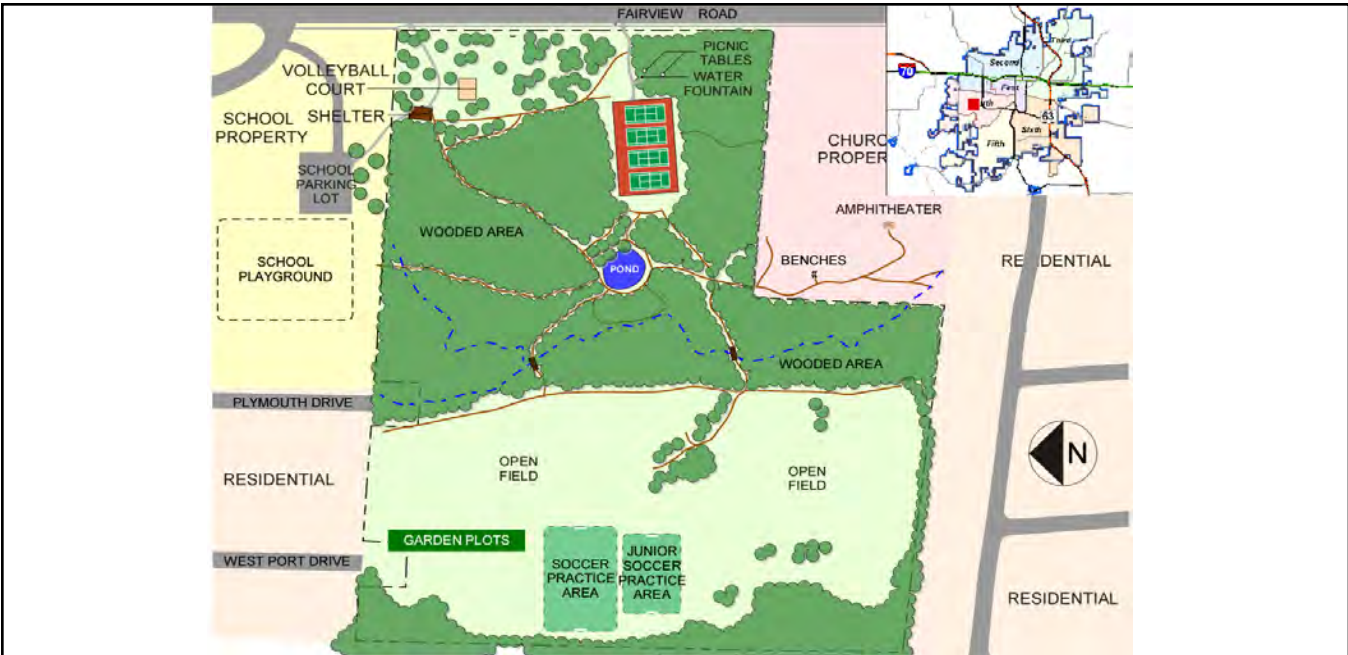 FAIRVIEW ROAD
PICNIC
TABLES
WATER
FOUNTAIN
VOLLEYBALL
COURT
SHELTER
SCHOOL
PROPERTY
SCHOOL
PARKING
LOT
CHURC
PROPER
70
Second
Third
First
63
Sixth
Fifth
AMPHITHEATER
WOODED AREA
SCHOOL
PLAYGROUND
POND
BENCHES
RESIDENTIAL
WOODED AREA
PLYMOUTH DRIVE
OPEN
FIELD
OPEN
FIELD
N
RESIDENTIAL
GARDEN PLOTS
WEST PORT DRIVE
SOCCER
PRACTICE
AREA
JUNIOR
SOCCER
PRACTICE
AREA
RESIDENTIAL